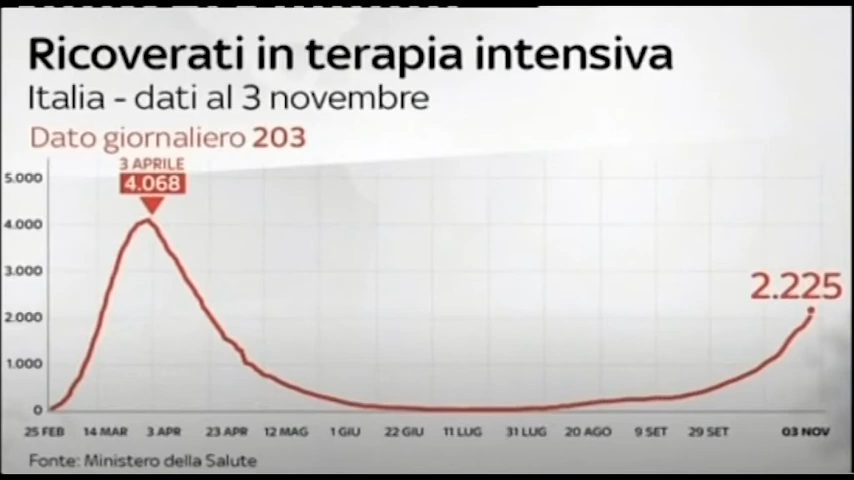 Ricoverati in terapia intensiva
Italia - dati al 3 novembre
Dato giornaliero 203
3 APRILE
4.068
5.000
4.000
3.000
2.000
1.000
0
2.225
25 FEB 14 MAR 3 APR 23 APR 12 MAG 1 GIU 22 GIU 11 LUG 31 LUG 20 AGO 9 SET 29 SET 03 NOV
Fonte: Ministero della Salute